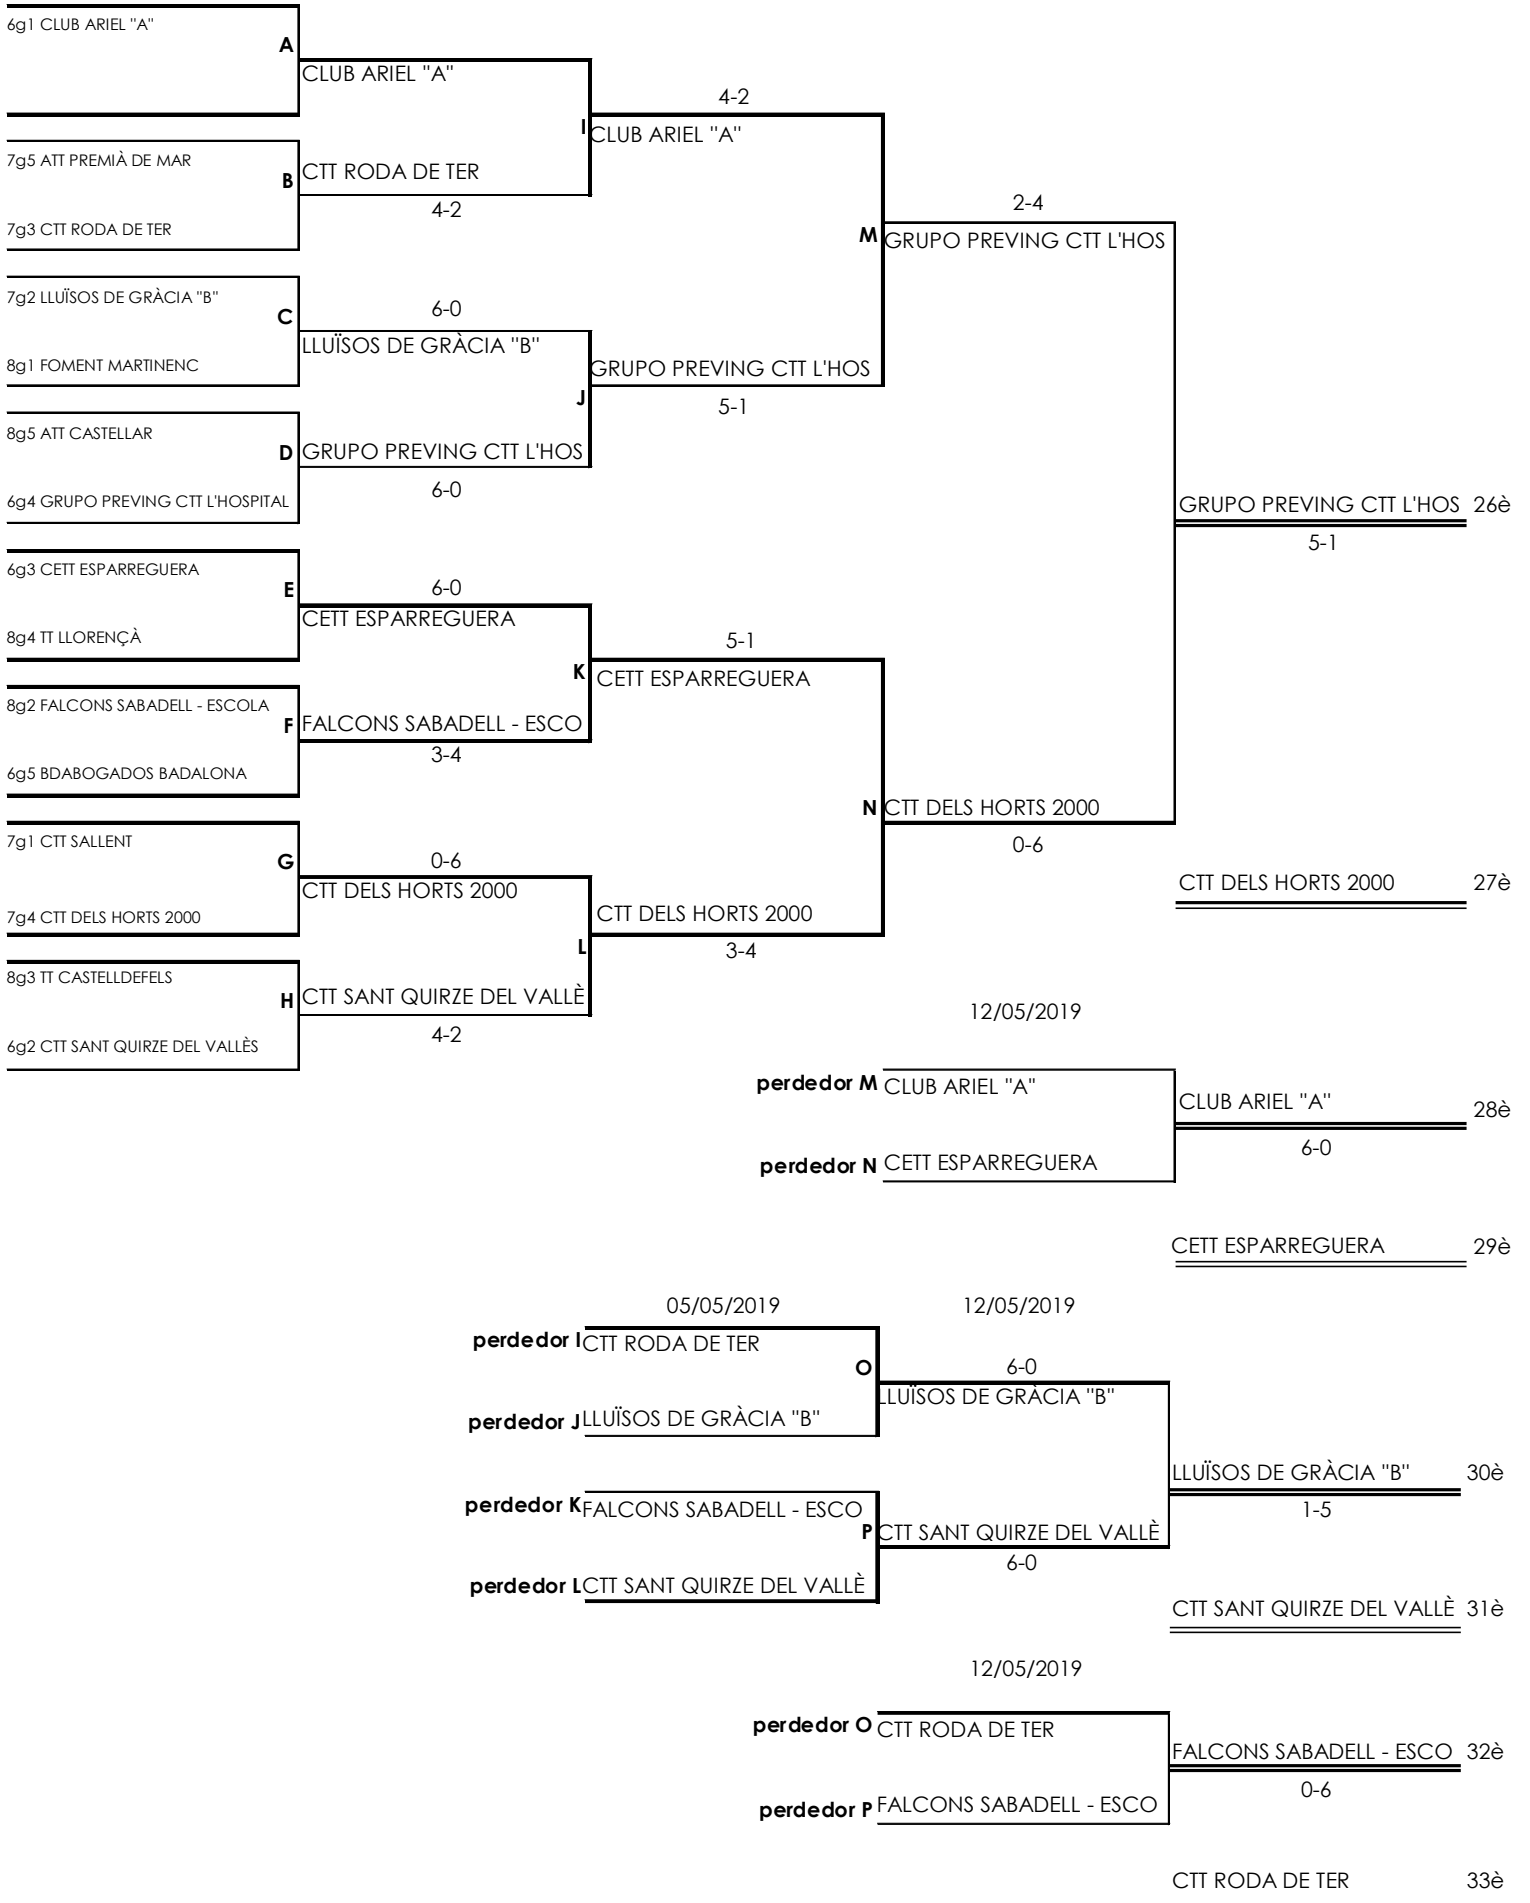 6g1 CLUB ARIEL "A"
A
CLUB ARIEL "A"
4-2
I
CLUB ARIEL "A"
7g5 ATT PREMIÀ DE MAR
B
CTT RODA DE TER
4-2
7g3 CTT RODA DE TER
2-4
M
GRUPO PREVING CTT L'HOS
7g2 LLUÏSOS DE GRÀCIA "B"
C
6-0
LLUÏSOS DE GRÀCIA "B"
8g1 FOMENT MARTINENC
GRUPO PREVING CTT L'HOS
J
5-1
8g5 ATT CASTELLAR
D
GRUPO PREVING CTT L'HOS
6-0
6g4 GRUPO PREVING CTT L'HOSPITAL
GRUPO PREVING CTT L'HOS 26è
5-1
6g3 CETT ESPARREGUERA
E
6-0
CETT ESPARREGUERA
8g4 TT LLORENÇÀ
5-1
K
CETT ESPARREGUERA
8g2 FALCONS SABADELL - ESCOLA
F
FALCONS SABADELL - ESCO
3-4
6g5 BDABOGADOS BADALONA
N
CTT DELS HORTS 2000
0-6
7g1 CTT SALLENT
G
0-6
CTT DELS HORTS 2000
CTT DELS HORTS 2000 27è
7g4 CTT DELS HORTS 2000
CTT DELS HORTS 2000
L
3-4
8g3 TT CASTELLDEFELS
H
CTT SANT QUIRZE DEL VALLÈ
4-2
6g2 CTT SANT QUIRZE DEL VALLÈS
12/05/2019
perdedor M CLUB ARIEL "A"
CLUB ARIEL "A" 28è
6-0
perdedor N CETT ESPARREGUERA
CETT ESPARREGUERA 29è
05/05/2019
12/05/2019
perdedor I CTT RODA DE TER
O
6-0
LLUÏSOS DE GRÀCIA "B"
perdedor J LLUÏSOS DE GRÀCIA "B"
LLUÏSOS DE GRÀCIA "B" 30è
1-5
perdedor K FALCONS SABADELL - ESCO
P
CTT SANT QUIRZE DEL VALLÈ
6-0
perdedor L CTT SANT QUIRZE DEL VALLÈ
CTT SANT QUIRZE DEL VALLÈ 31è
12/05/2019
perdedor O CTT RODA DE TER
FALCONS SABADELL - ESCO 32è
0-6
perdedor P FALCONS SABADELL - ESCO
CTT RODA DE TER 33è